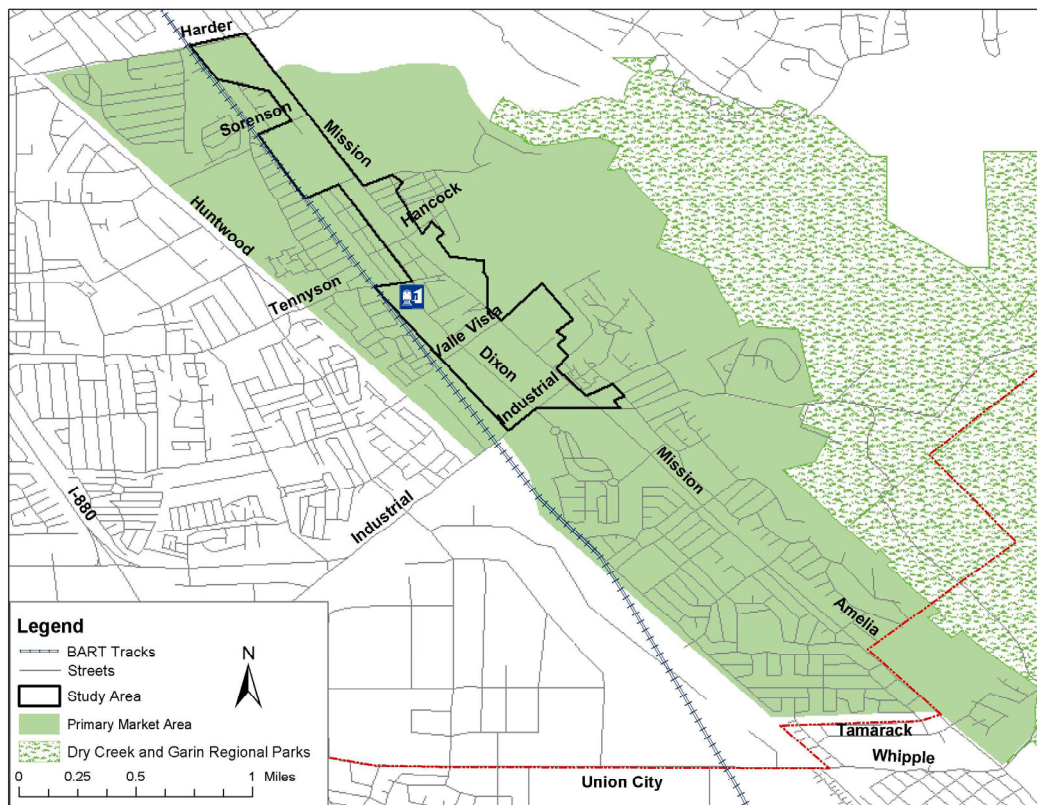 Harder
Sorenson
Mission
Hancock
Huntwood
Tennyson
Valle Vista
Dixon
Industrial
Mission
I-880
Industrial
Amelia
Tamarack
Whipple
Union City
Legend
BART Tracks
Streets
Study Area
Primary Market Area
Dry Creek and Garin Regional Parks
0 0.25 0.5 1 Miles
N